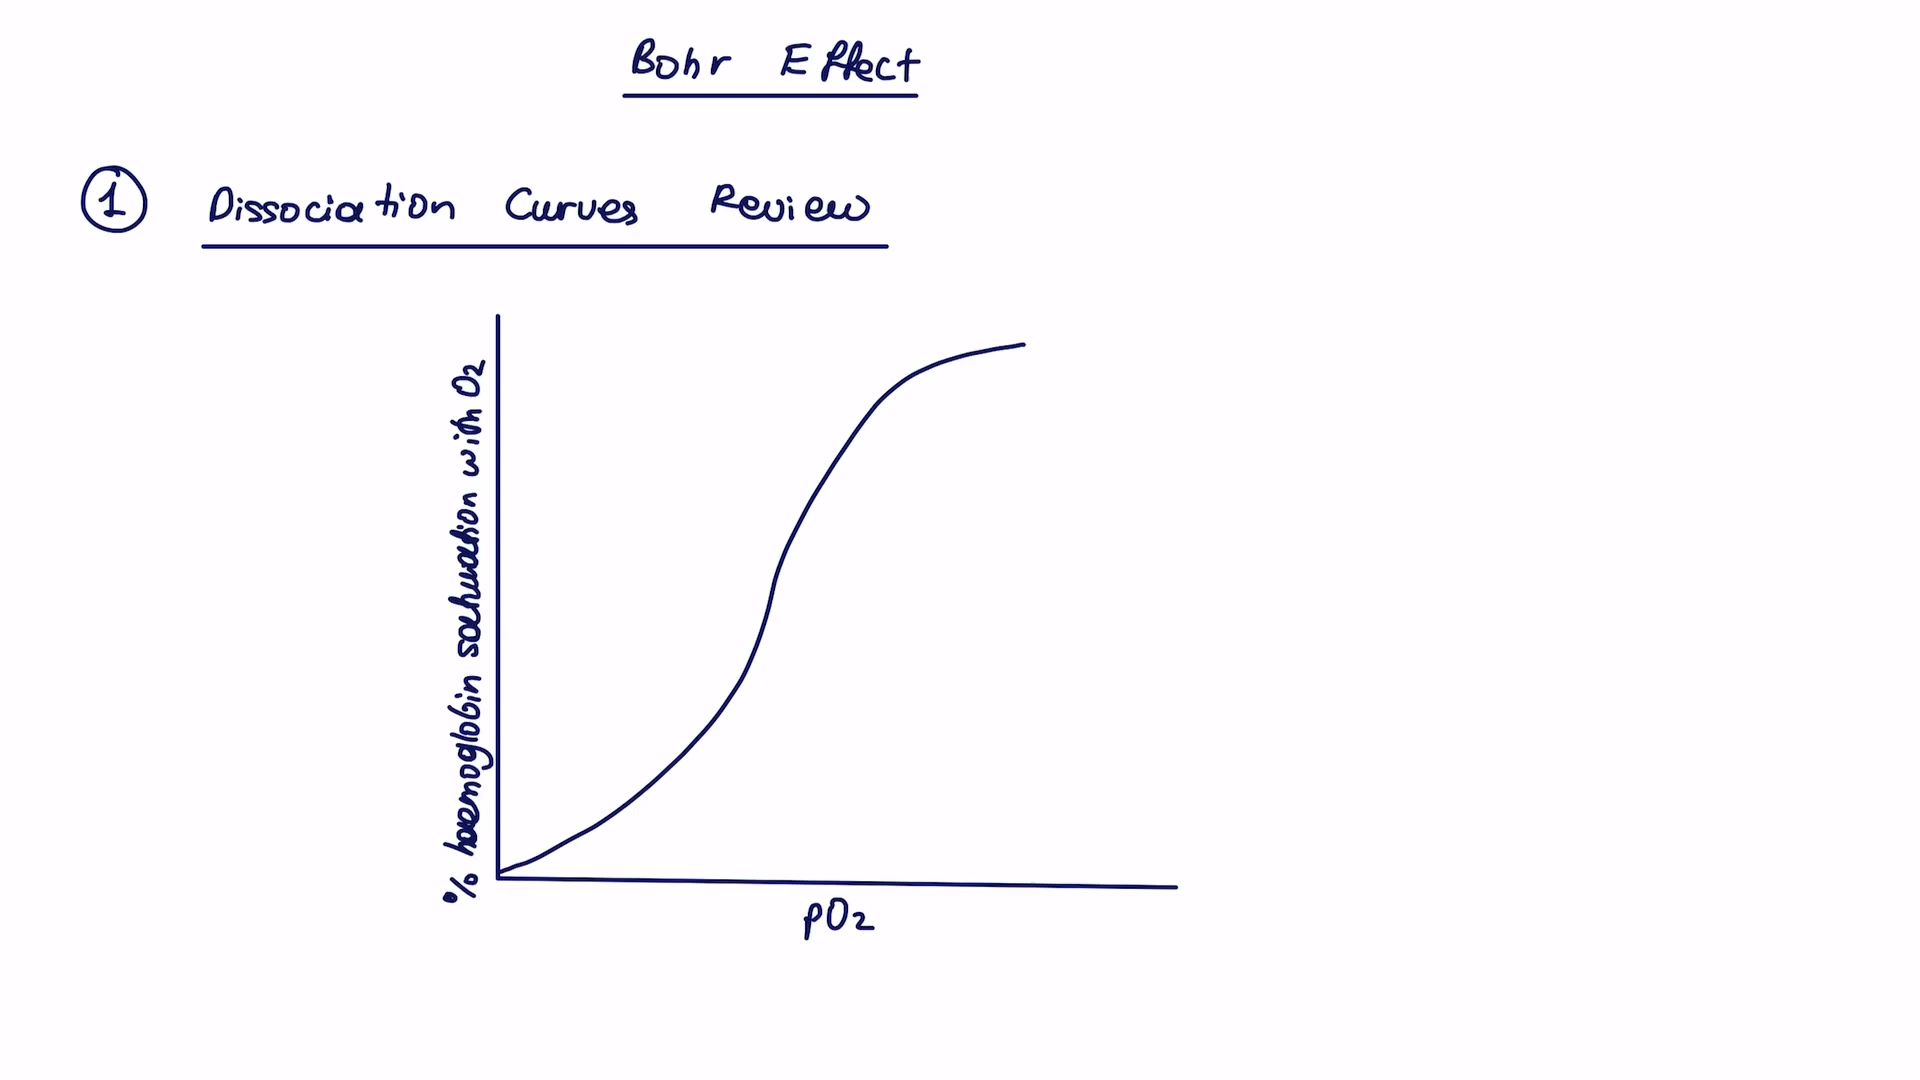 Bohr Effect
1 Dissociation Curves Review
% haemoglobin saturation with O2
pO2